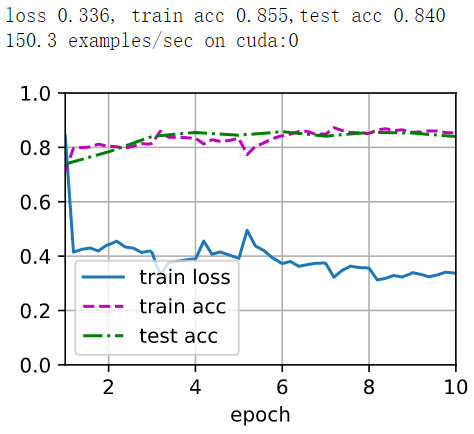 loss 0.336, train acc 0.855,test acc 0.840
150.3 examples/sec on cuda:0
1.0
0.8
0.6
0.4
0.2
0.0
train loss
train acc
test acc
2 4 6 8 10
epoch